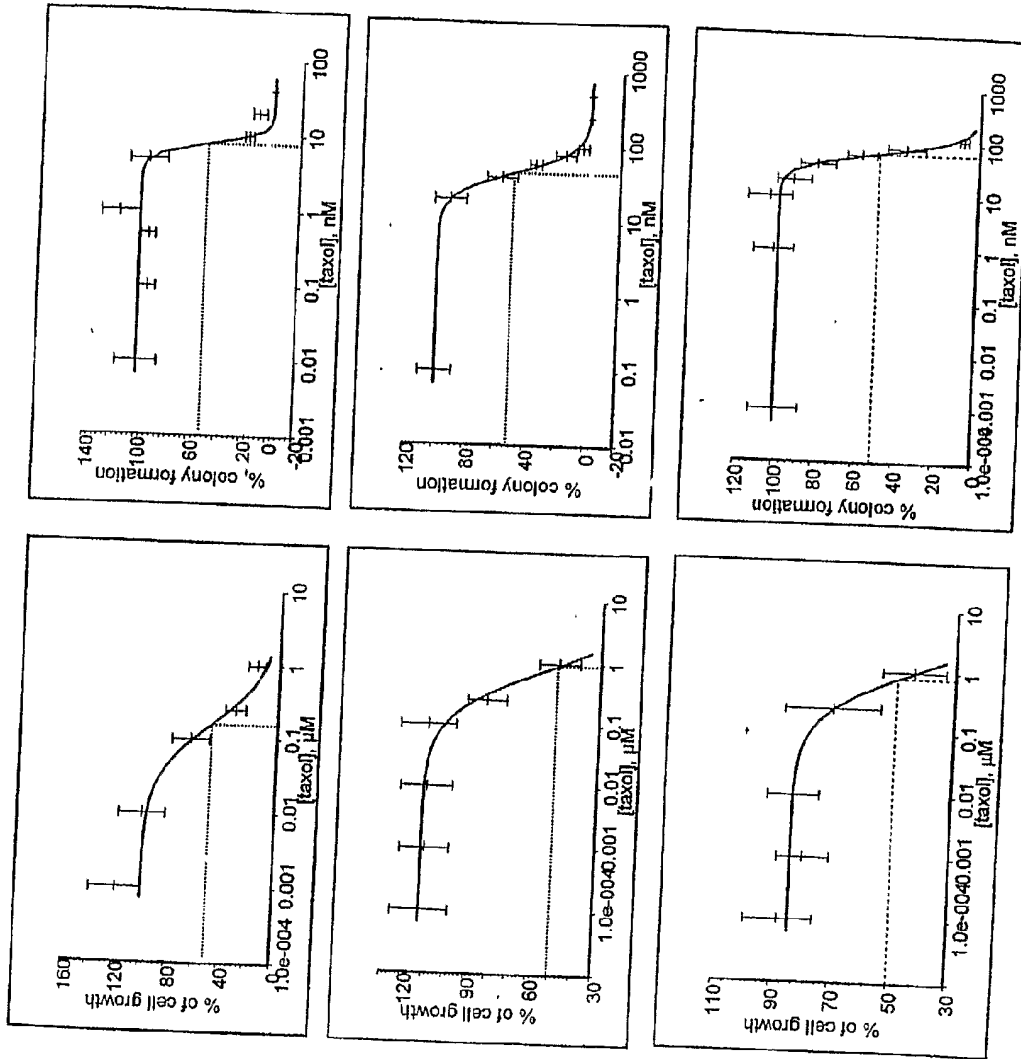 % of cell growth
160
120
80
40
0
1.0e-004 0.001 0.01 0.1 1 10
[taxol], µM
%, colony formation
140
100
60
20
0
-20
0.001 0.01 0.1 1 10 100
[taxol], nM
% of cell growth
120
90
60
30
1.0e-004 0.001 0.01 0.1 1 10
[taxol], µM
% colony formation
120
80
40
0
-20
0.01 0.1 1 10 100 1000
[taxol], nM
% of cell growth
110
70
50
30
1.0e-004 0.001 0.01 0.1 1 10
[taxol], µM
% colony formation
120
100
80
60
40
20
0
1.0e-004 0.001 0.01 0.1 1 10 100 1000
[taxol], nM